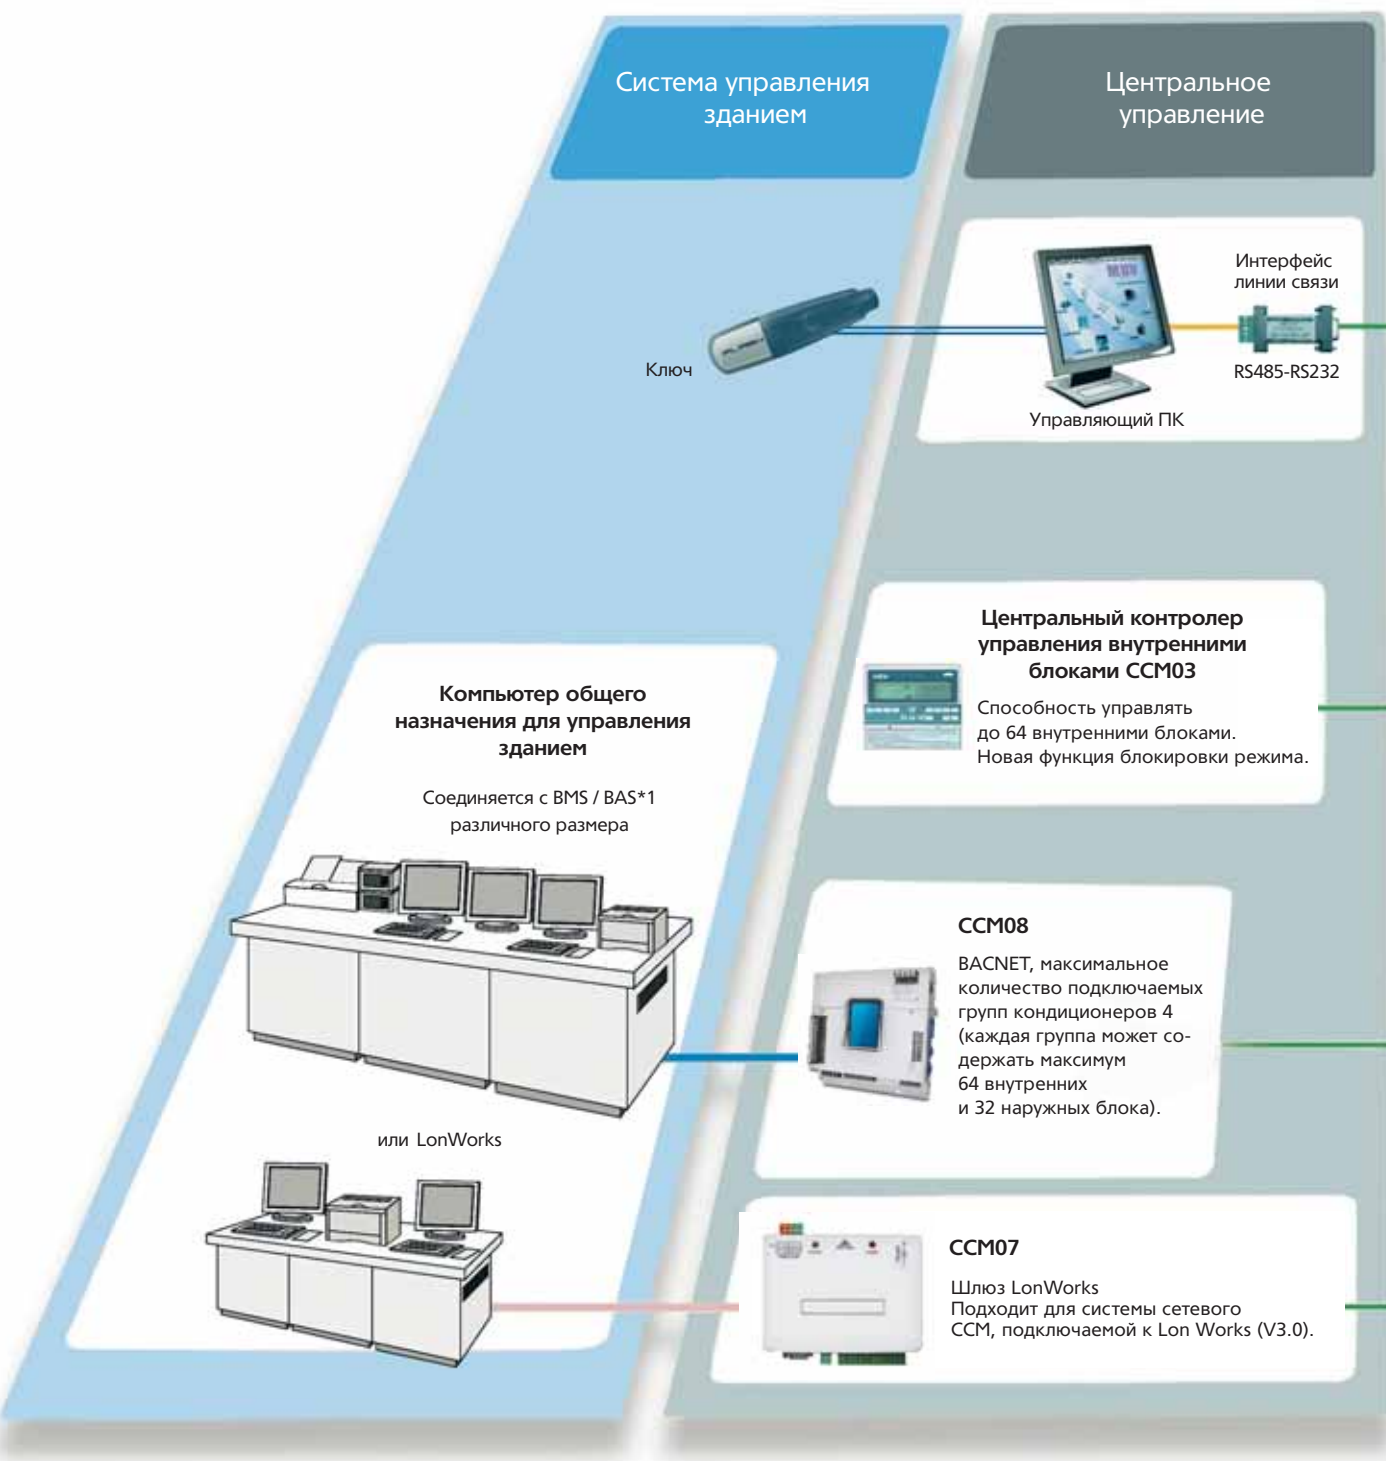 Система управления
зданием
Центральное
управление
Интерфейс
линии связи
Ключ
RS485-RS232
Управляющий ПК
Центральный контролер
управления внутренними
блоками CCM03
Способность управлять
до 64 внутренними блоками.
Новая функция блокировки режима.
Компьютер общего
назначения для управления
зданием
Соединяется с BMS / BAS*1
различного размера
CCM08
BACNET, максимальное
количество подключаемых
групп кондиционеров 4
(каждая группа может со-
держать максимум
64 внутренних
и 32 наружных блока).
или LonWorks
CCM07
Шлюз LonWorks
Подходит для системы сетевого
CCM, подключаемой к Lon Works (V3.0).